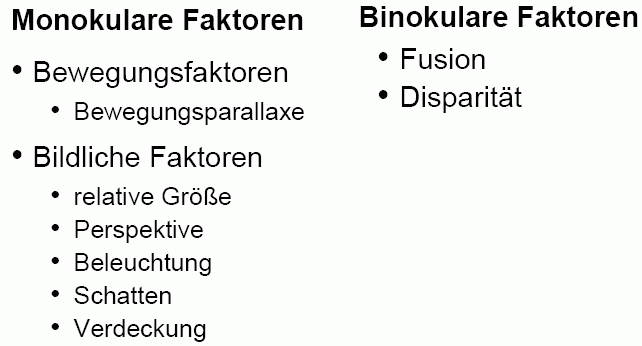 Monokulare Faktoren
• Bewegungsfaktoren
• Bewegungsparallaxe
• Bildliche Faktoren
• relative Größe
• Perspektive
• Beleuchtung
• Schatten
• Verdeckung
Binokulare Faktoren
• Fusion
• Disparität